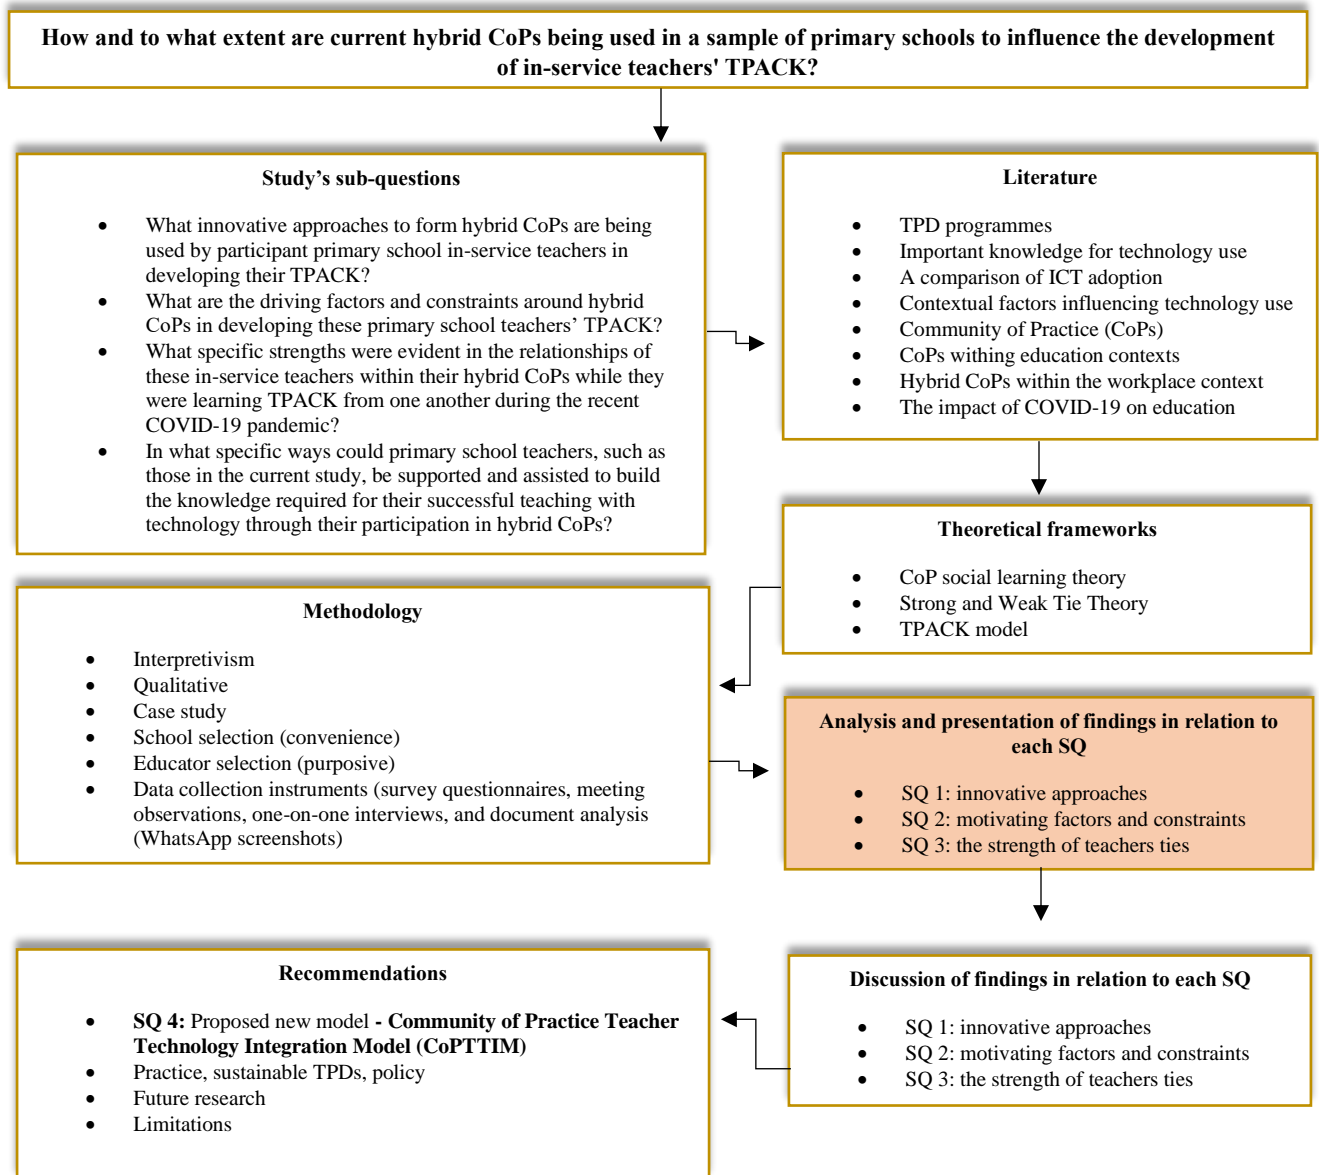 How and to what extent are current hybrid CoPs being used in a sample of primary schools to influence the development
of in-service teachers' TPACK?
Study's sub-questions
• What innovative approaches to form hybrid CoPs are being
used by participant primary school in-service teachers in
developing their TPACK?
• What are the driving factors and constraints around hybrid
CoPs in developing these primary school teachers' TPACK?
• What specific strengths were evident in the relationships of
these in-service teachers within their hybrid CoPs while they
were learning TPACK from one another during the recent
COVID-19 pandemic?
• In what specific ways could primary school teachers, such as
those in the current study, be supported and assisted to build
the knowledge required for their successful teaching with
technology through their participation in hybrid CoPs?
Literature
• TPD programmes
• Important knowledge for technology use
• A comparison of ICT adoption
• Contextual factors influencing technology use
• Community of Practice (CoPs)
• CoPs withing education contexts
• Hybrid CoPs within the workplace context
• The impact of COVID-19 on education
Theoretical frameworks
• CoP social learning theory
• Strong and Weak Tie Theory
• TPACK model
Methodology
• Interpretivism
• Qualitative
• Case study
• School selection (convenience)
• Educator selection (purposive)
• Data collection instruments (survey questionnaires, meeting
observations, one-on-one interviews, and document analysis
(WhatsApp screenshots)
Analysis and presentation of findings in relation to
each SQ
• SQ 1: innovative approaches
• SQ 2: motivating factors and constraints
• SQ 3: the strength of teachers ties
Discussion of findings in relation to each SQ
• SQ 1: innovative approaches
• SQ 2: motivating factors and constraints
• SQ 3: the strength of teachers ties
Recommendations
• SQ 4: Proposed new model - Community of Practice Teacher
Technology Integration Model (CoPTTIM)
• Practice, sustainable TPDs, policy
• Future research
• Limitations